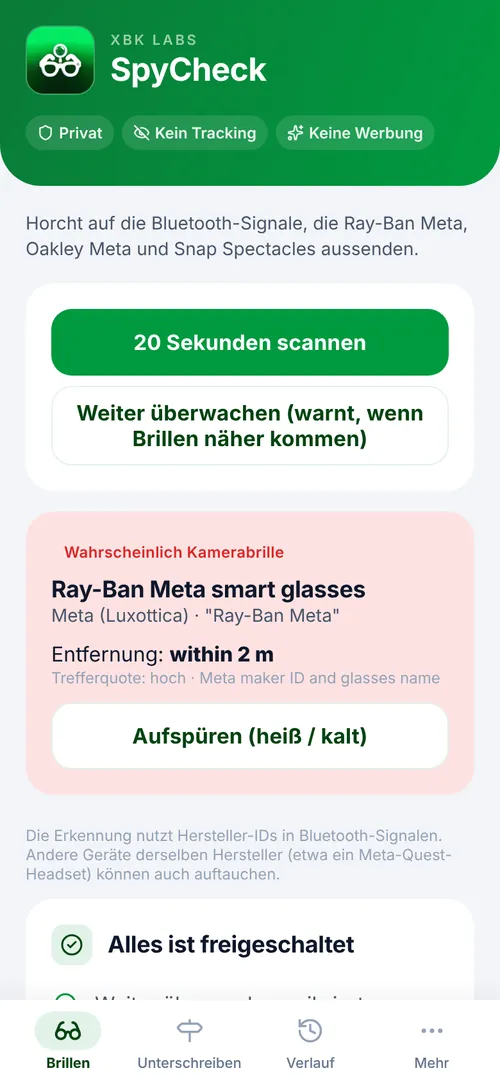 XBK LABS
SpyCheck
Privat
Kein Tracking
Keine Werbung
Horcht auf die Bluetooth-Signale, die Ray-Ban Meta,
Oakley Meta und Snap Spectacles aussenden.
20 Sekunden scannen
Weiter überwachen (warnt, wenn
Brillen näher kommen)
Wahrscheinlich Kamerabrille
Ray-Ban Meta smart glasses
Meta (Luxottica) · "Ray-Ban Meta"
Entfernung: within 2 m
Trefferquote: hoch · Meta maker ID and glasses name
Aufspüren (heiß / kalt)
Die Erkennung nutzt Hersteller-IDs in Bluetooth-Signalen.
Andere Geräte derselben Hersteller (etwa ein Meta-Quest-
Headset) können auch auftauchen.
Alles ist freigeschaltet
Brillen
Unterschreiben
Verlauf
Mehr